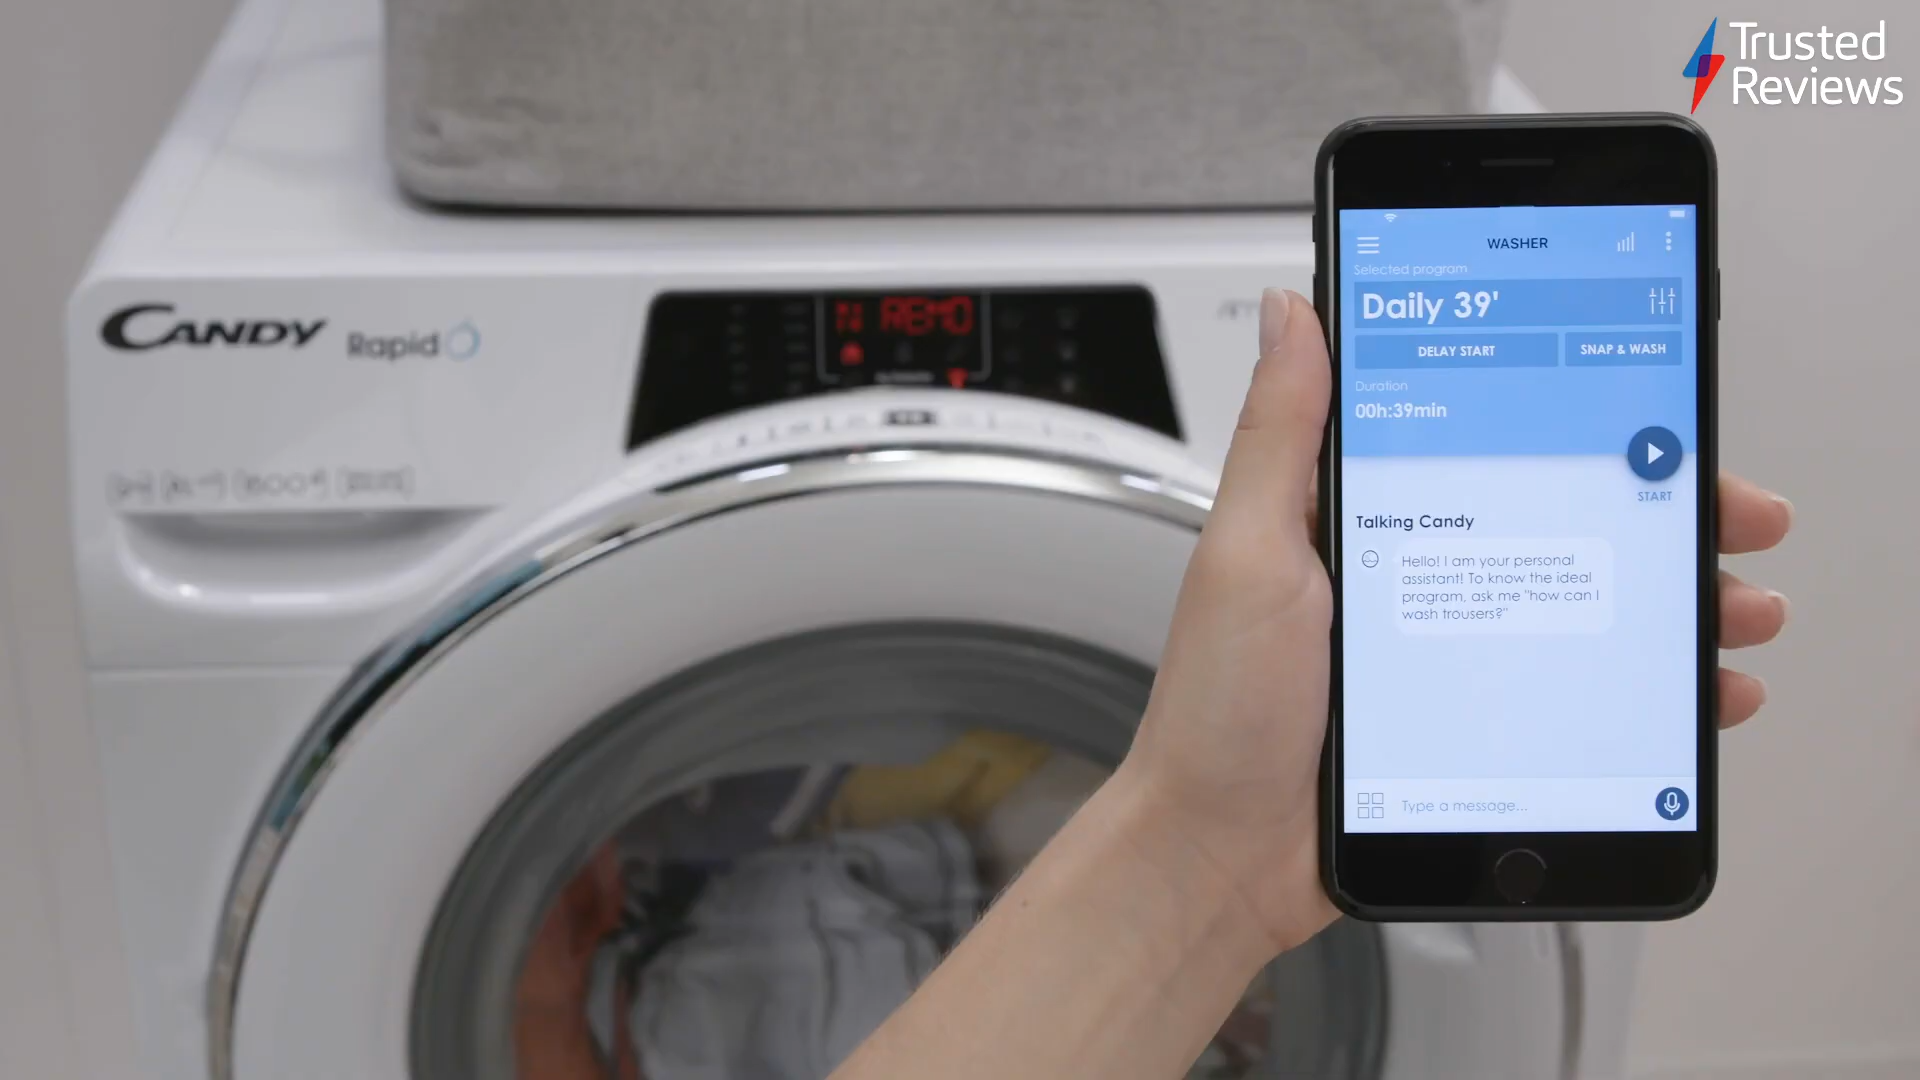 Trusted
Reviews
CANDY
Rapid
REMO
WASHER
Selected program
Daily 39'
DELAY START
SNAP & WASH
Duration
00h:39min
START
Talking Candy
Hello! I am your personal
assistant! To know the ideal
program, ask me "how can I
wash trousers?"
Type a message...